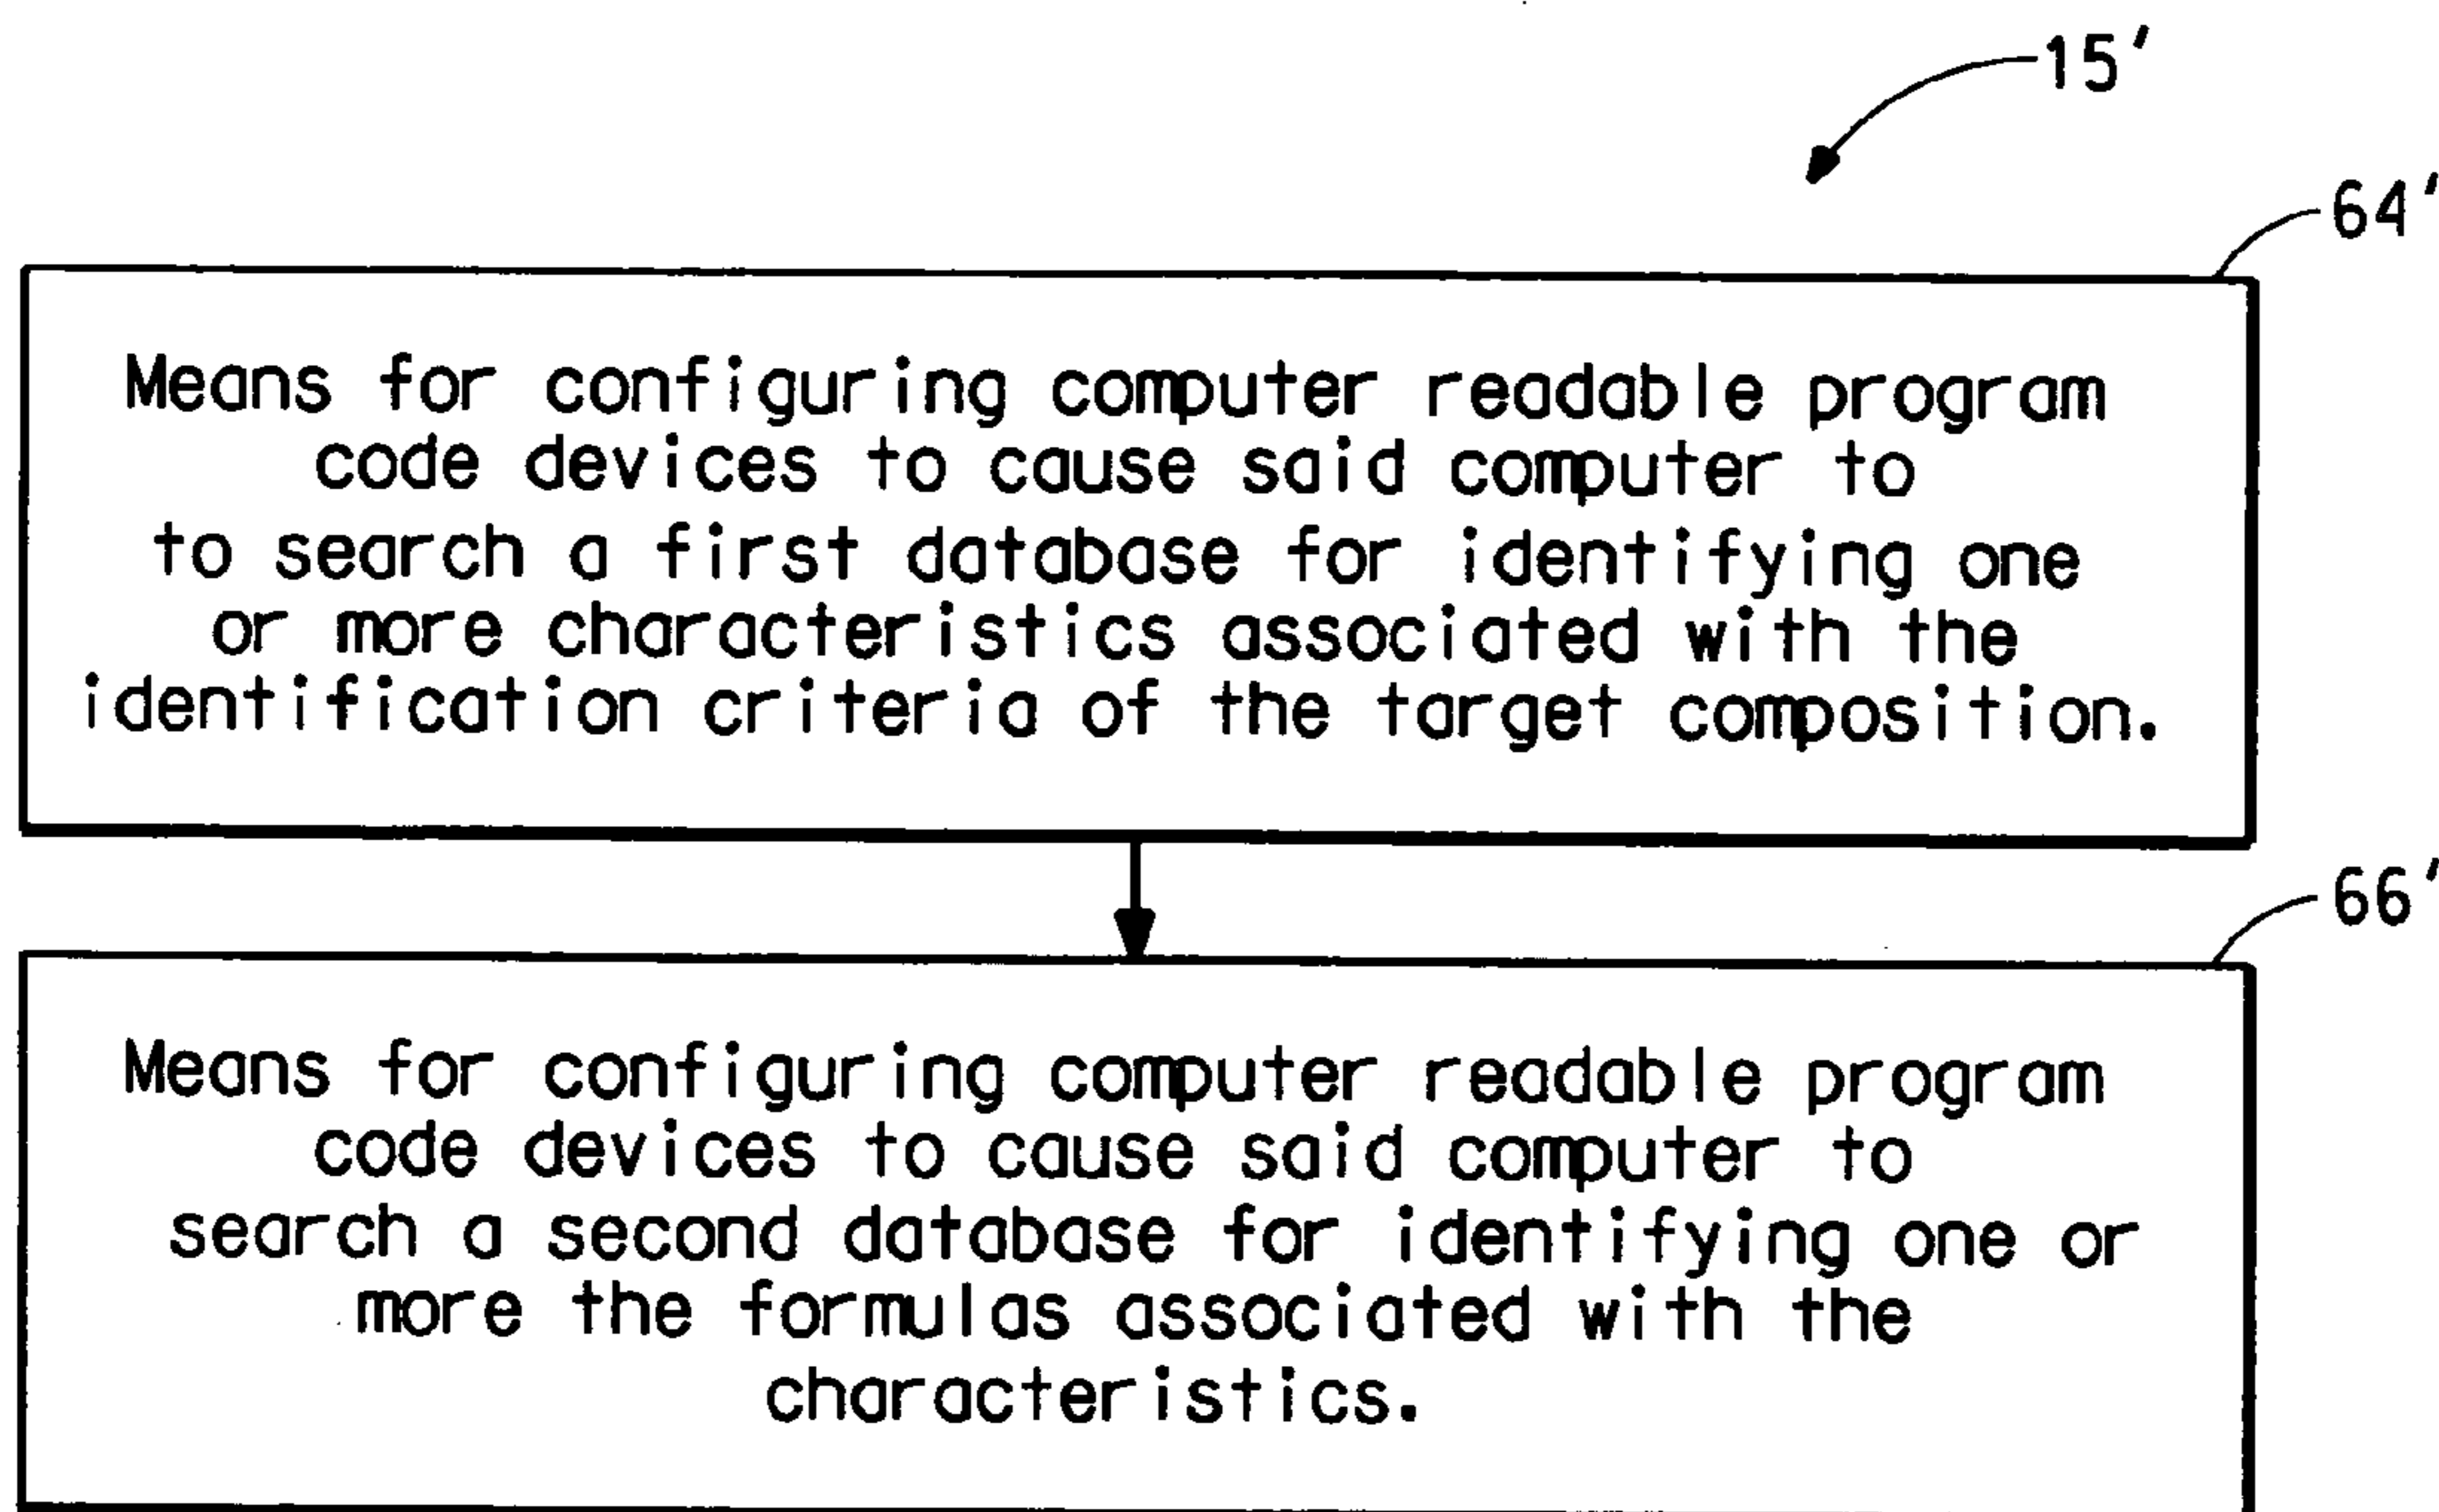 15'
64'
Means for configuring computer readable program
code devices to cause said computer to
to search a first database for identifying one
or more characteristics associated with the
identification criteria of the target composition.
66'
Means for configuring computer readable program
code devices to cause said computer to
search a second database for identifying one or
more the formulas associated with the
characteristics.